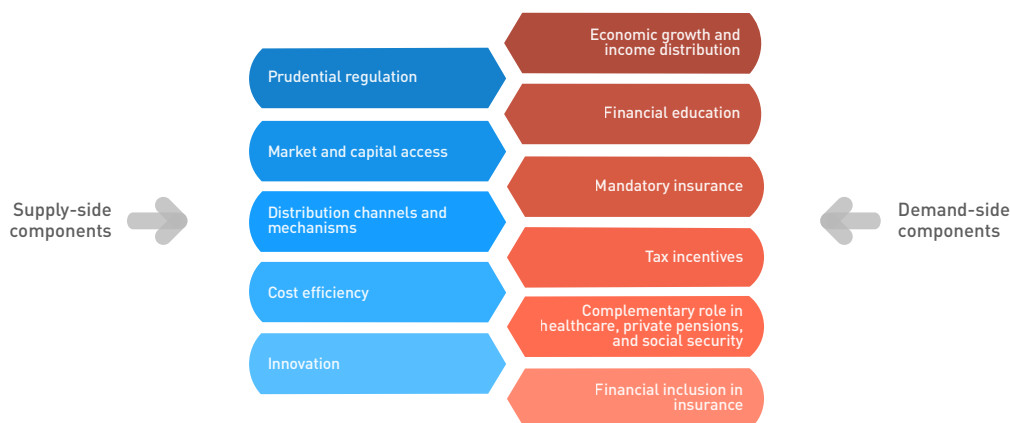 Supply-side
components
Prudential regulation
Market and capital access
Distribution channels and
mechanisms
Cost efficiency
Innovation
Economic growth and
income distribution
Financial education
Mandatory insurance
Tax incentives
Complementary role in
healthcare, private pensions,
and social security
Financial inclusion in
insurance
Demand-side
components